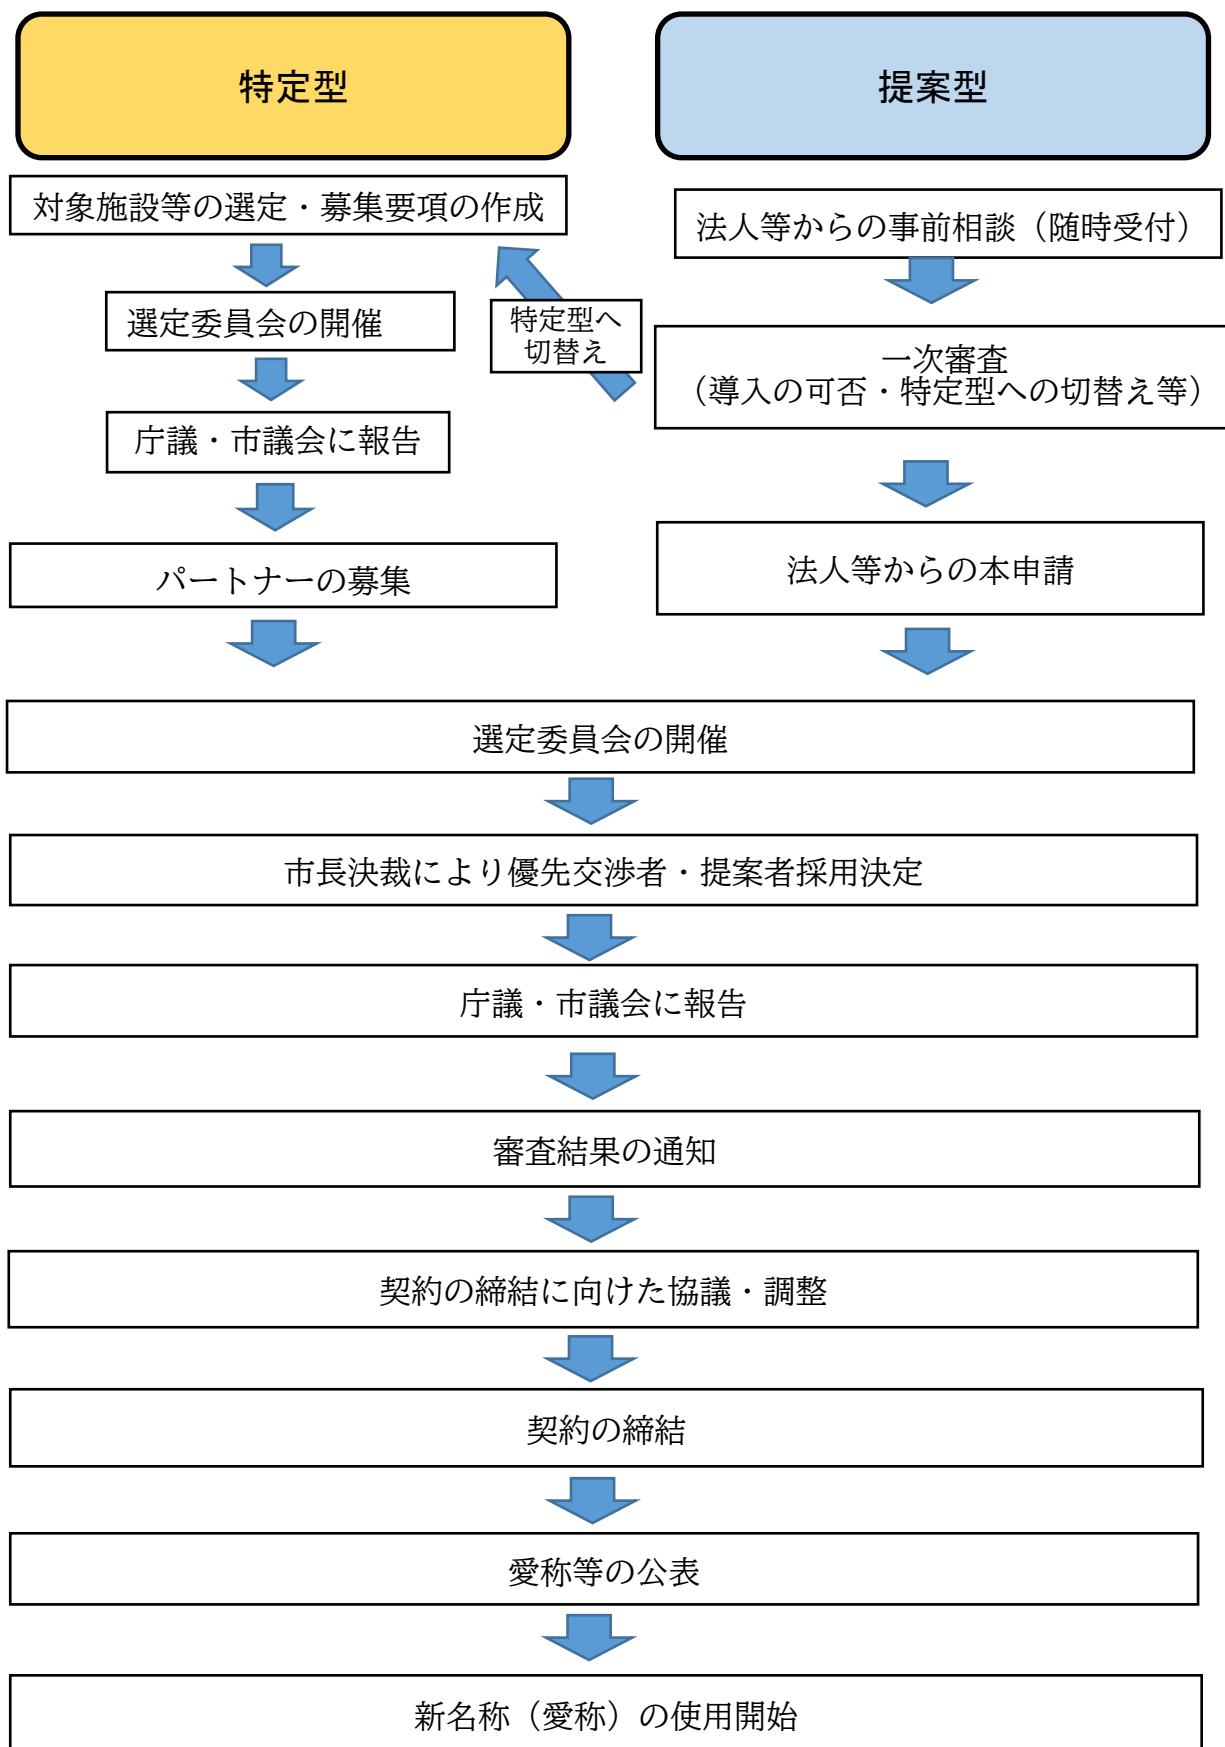 特定型
提案型
対象施設等の選定・募集要項の作成
選定委員会の開催
庁議・市議会に報告
パートナーの募集
特定型へ
切替え
法人等からの事前相談（随時受付）
一次審査
（導入の可否・特定型への切替え等）
法人等からの本申請
選定委員会の開催
市長決裁により優先交渉者・提案者採用決定
庁議・市議会に報告
審査結果の通知
契約の締結に向けた協議・調整
契約の締結
愛称等の公表
新名称（愛称）の使用開始